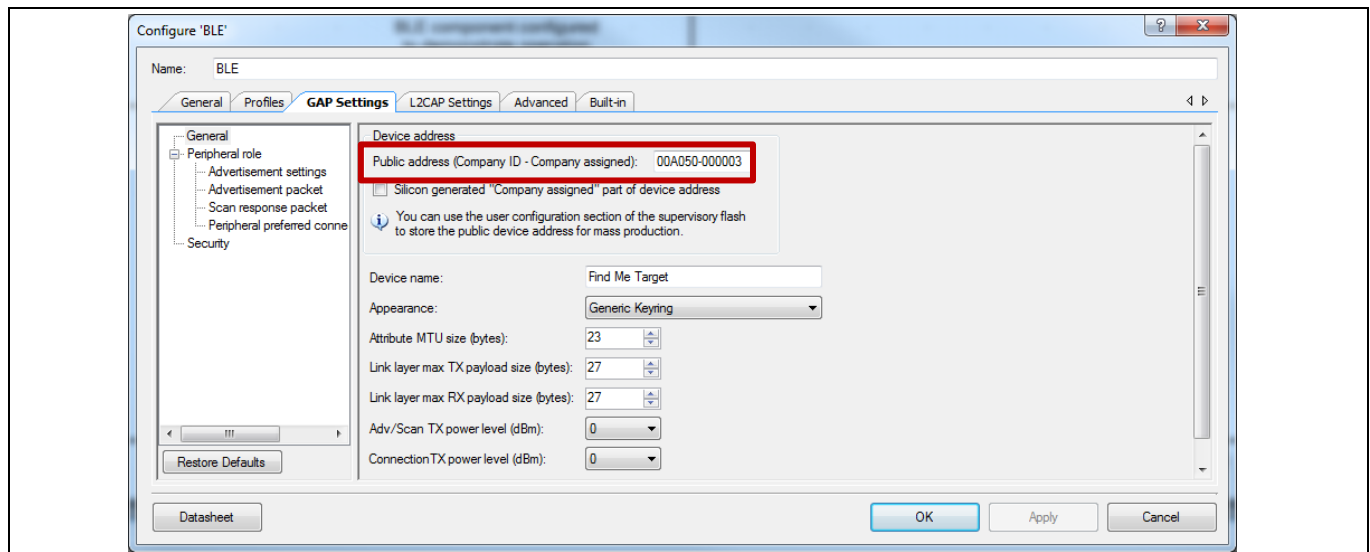 BLE component configured
Configure 'BLE'
Name: BLE
General Profiles GAP Settings L2CAP Settings Advanced Built-in
General
Peripheral role
Advertisement settings
Advertisement packet
Scan response packet
Peripheral preferred conne
Security
Restore Defaults
Device address
Public address (Company ID - Company assigned): 00A050-000003
Silicon generated "Company assigned" part of device address
You can use the user configuration section of the supervisory flash
to store the public device address for mass production.
Device name: Find Me Target
Appearance: Generic Keyring
Attribute MTU size (bytes): 23
Link layer max TX payload size (bytes): 27
Link layer max RX payload size (bytes): 27
Adv/Scan TX power level (dBm): 0
ConnectionTX power level (dBm): 0
Datasheet OK Apply Cancel